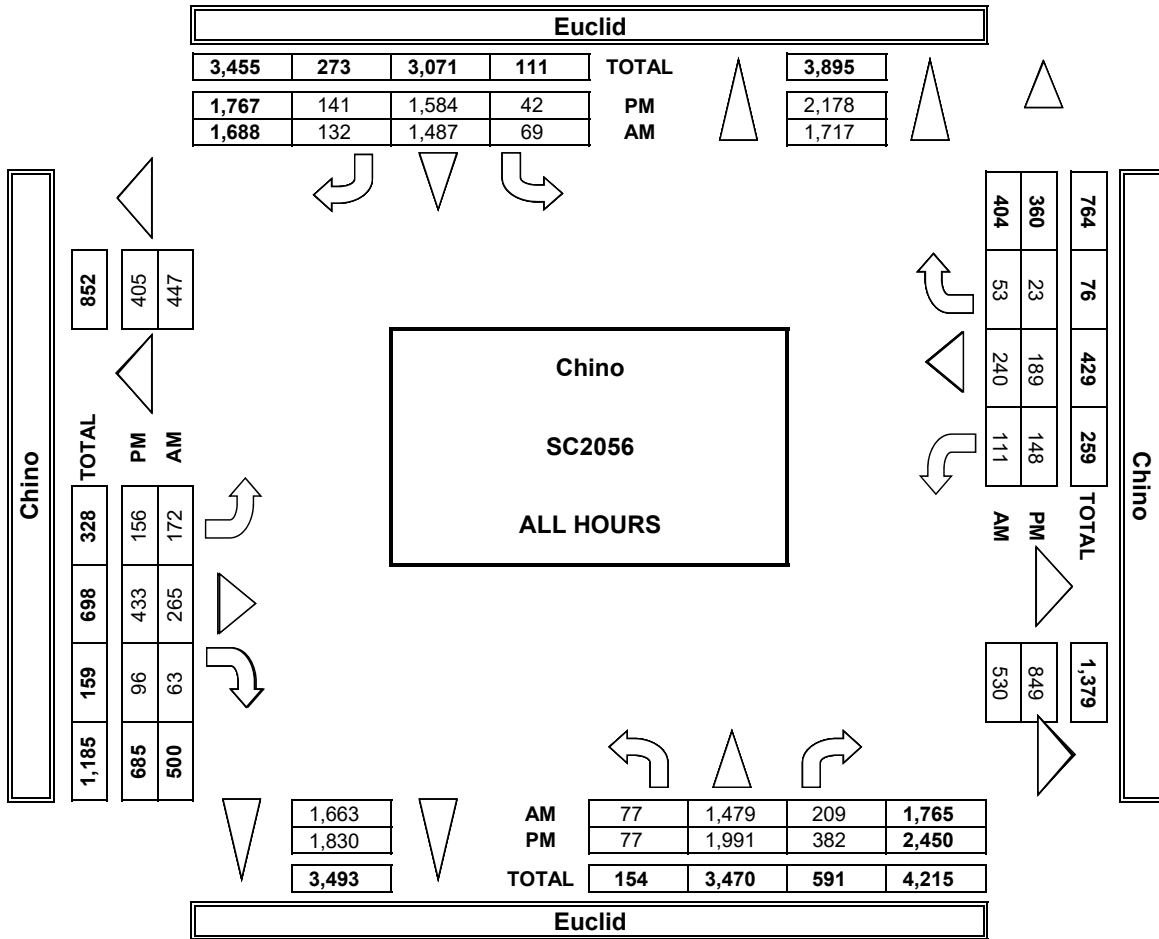 Euclid
3,455 273 3,071 111 TOTAL 3,895
1,767 141 1,584 42 PM 2,178
1,688 132 1,487 69 AM 1,717
Chino
852
405
447
TOTAL
PM
AM
328 698 159 1,185
156 433 96 685
172 265 63 500
Chino
SC2056
ALL HOURS
764 76 429 259 TOTAL 1,379
360 23 189 148 PM 849
404 53 240 111 AM 530
Chino
1,663 AM 77 1,479 209 1,765
1,830 PM 77 1,991 382 2,450
3,493 TOTAL 154 3,470 591 4,215
Euclid